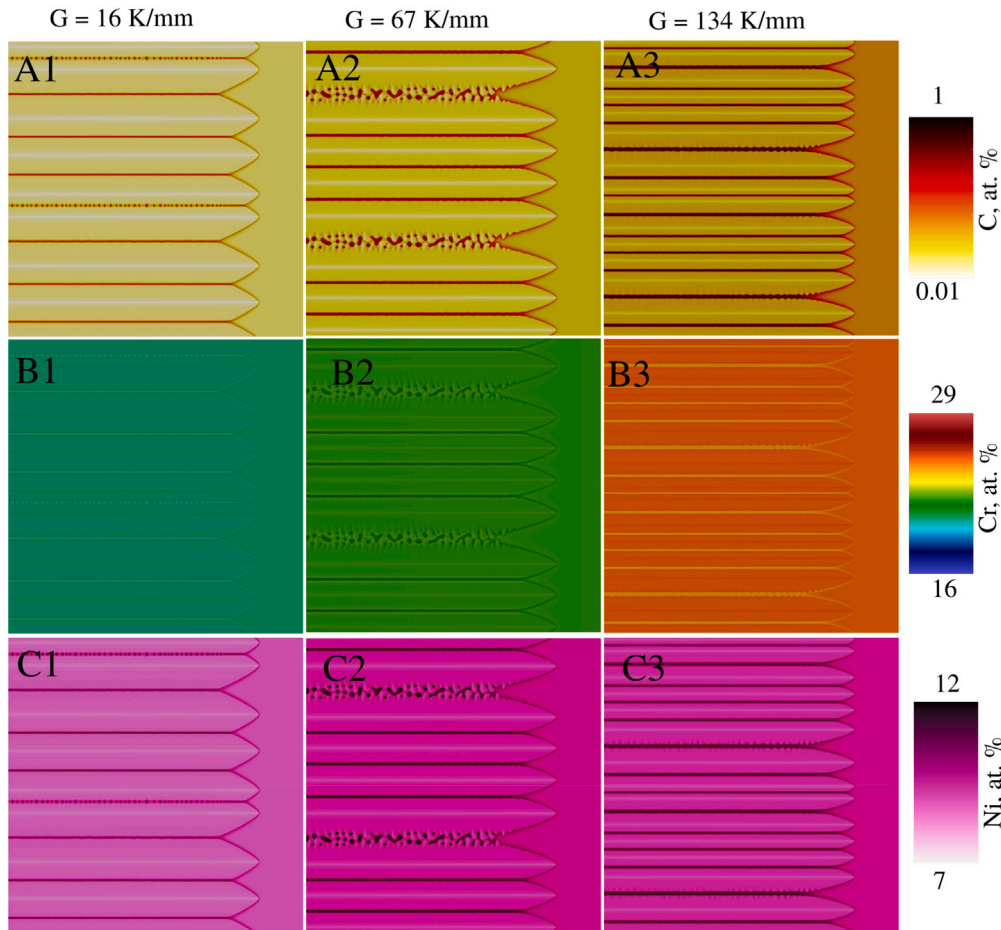 G = 16 K/mm G = 67 K/mm G = 134 K/mm
A1 A2 A3
1
C, at. %
0.01
B1 B2 B3
29
Cr, at. %
16
C1 C2 C3
12
Ni, at. %
7